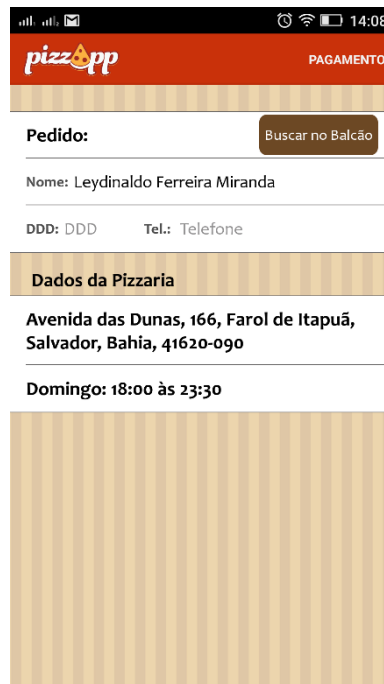 14:08
pizzapp
PAGAMENTO
Pedido:
Buscar no Balcão
Nome: Leydinaldo Ferreira Miranda
DDD: DDD Tel.: Telefone
Dados da Pizzaria
Avenida das Dunas, 166, Farol de Itapuã,
Salvador, Bahia, 41620-090
Domingo: 18:00 às 23:30